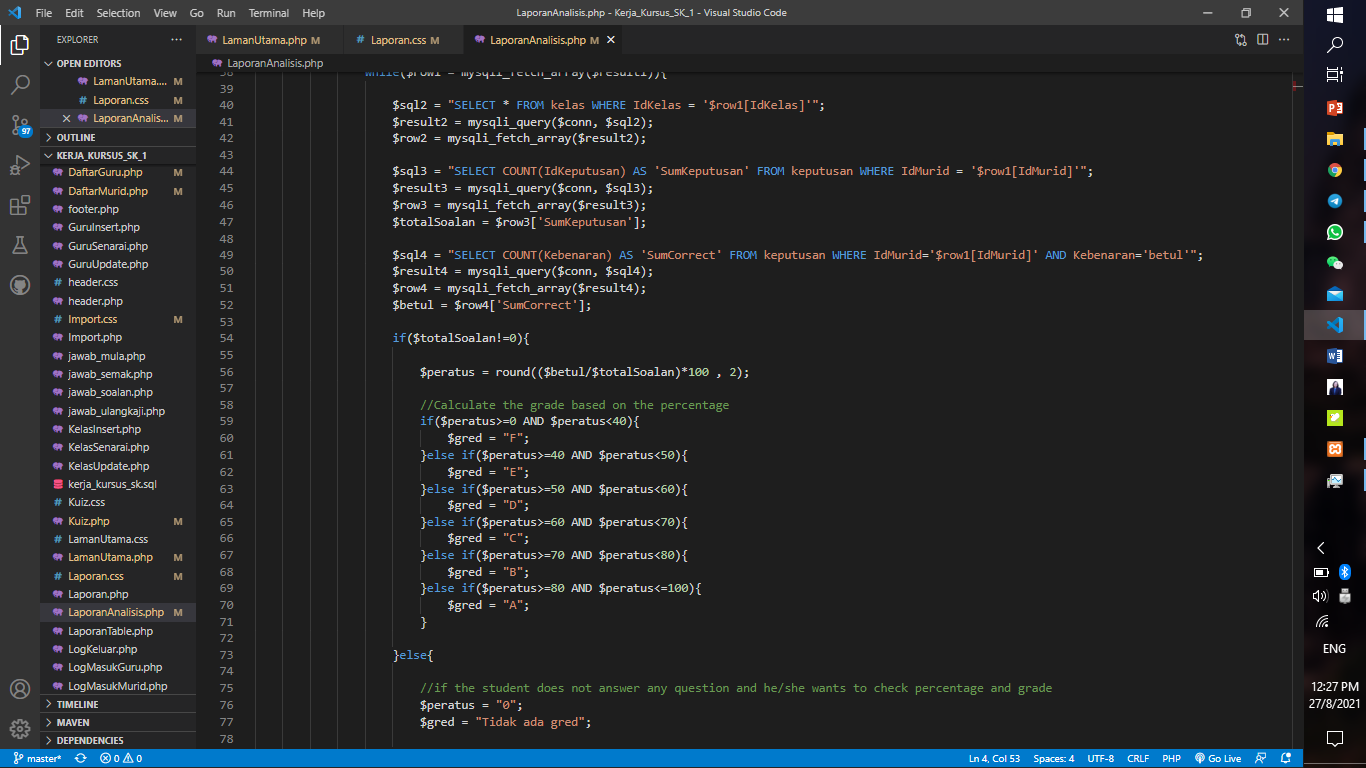 File Edit Selection View Go Run Terminal Help
LaporanAnalisis.php - Kerja_Kursus_SK_1 - Visual Studio Code
EXPLORER
LamanUtama.php M
# Laporan.css M
LaporanAnalisis.php M
OPEN EDITORS
LamanUtama.... M
# Laporan.css M
LaporanAnalis... M
OUTLINE
KERJA_KURSUS_SK_1
DaftarGuru.php M
DaftarMurid.php M
footer.php
GuruInsert.php
GuruSenarai.php
GuruUpdate.php
# header.css
header.php
# Import.css M
Import.php
jawab_mula.php
jawab_semak.php
jawab_soalan.php
jawab_ulangkaji.php
KelasInsert.php
KelasSenarai.php
KelasUpdate.php
kerja_kursus_sk.sql
# Kuiz.css
Kuiz.php M
# LamanUtama.css
LamanUtama.php M
# Laporan.css M
Laporan.php
LaporanAnalisis.php M
LaporanTable.php
LogKeluar.php
LogMasukGuru.php
LogMasukMurid.php
TIMELINE
MAVEN
DEPENDENCIES
97
LaporanAnalisis.php
38 while($row1 = mysqli_fetch_array($result1)){
39
40 $sql2 = "SELECT * FROM kelas WHERE IdKelas = '$row1[IdKelas]'";
41 $result2 = mysqli_query($conn, $sql2);
42 $row2 = mysqli_fetch_array($result2);
43
44 $sql3 = "SELECT COUNT(IdKeputusan) AS 'SumKeputusan' FROM keputusan WHERE IdMurid = '$row1[IdMurid]'";
45 $result3 = mysqli_query($conn, $sql3);
46 $row3 = mysqli_fetch_array($result3);
47 $totalSoalan = $row3['SumKeputusan'];
48
49 $sql4 = "SELECT COUNT(Kebenaran) AS 'SumCorrect' FROM keputusan WHERE IdMurid='$row1[IdMurid]' AND Kebenaran='betul'";
50 $result4 = mysqli_query($conn, $sql4);
51 $row4 = mysqli_fetch_array($result4);
52 $betul = $row4['SumCorrect'];
53
54 if($totalSoalan!=0){
55
56 $peratus = round(($betul/$totalSoalan)*100 , 2);
57
58 //Calculate the grade based on the percentage
59 if($peratus>=0 AND $peratus<40){
60 $gred = "F";
61 }else if($peratus>=40 AND $peratus<50){
62 $gred = "E";
63 }else if($peratus>=50 AND $peratus<60){
64 $gred = "D";
65 }else if($peratus>=60 AND $peratus<70){
66 $gred = "C";
67 }else if($peratus>=70 AND $peratus<80){
68 $gred = "B";
69 }else if($peratus>=80 AND $peratus<=100){
70 $gred = "A";
71 }
72
73 }else{
74
75 //if the student does not answer any question and he/she wants to check percentage and grade
76 $peratus = "0";
77 $gred = "Tidak ada gred";
78
master* 0 0
Ln 4, Col 53 Spaces: 4 UTF-8 CRLF PHP Go Live
ENG
12:27 PM
27/8/2021